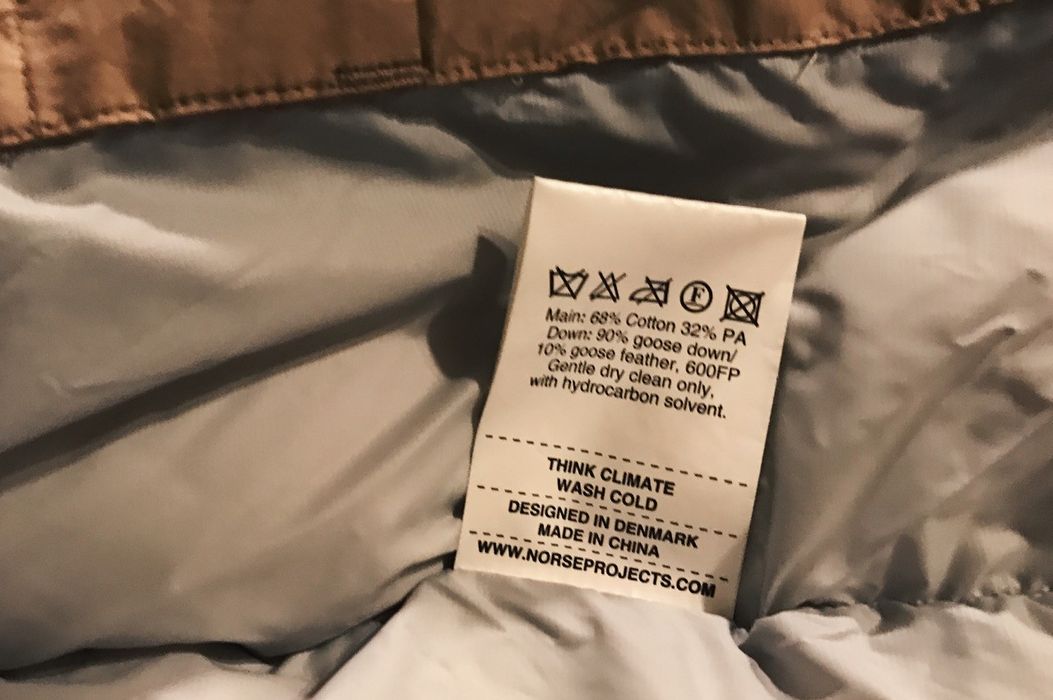 F
Main: 68% Cotton 32% PA
Down: 90% goose down/
10% goose feather, 600FP
Gentle dry clean only,
with hydrocarbon solvent.
THINK CLIMATE
WASH COLD
DESIGNED IN DENMARK
MADE IN CHINA
WWW.NORSEPROJECTS.COM